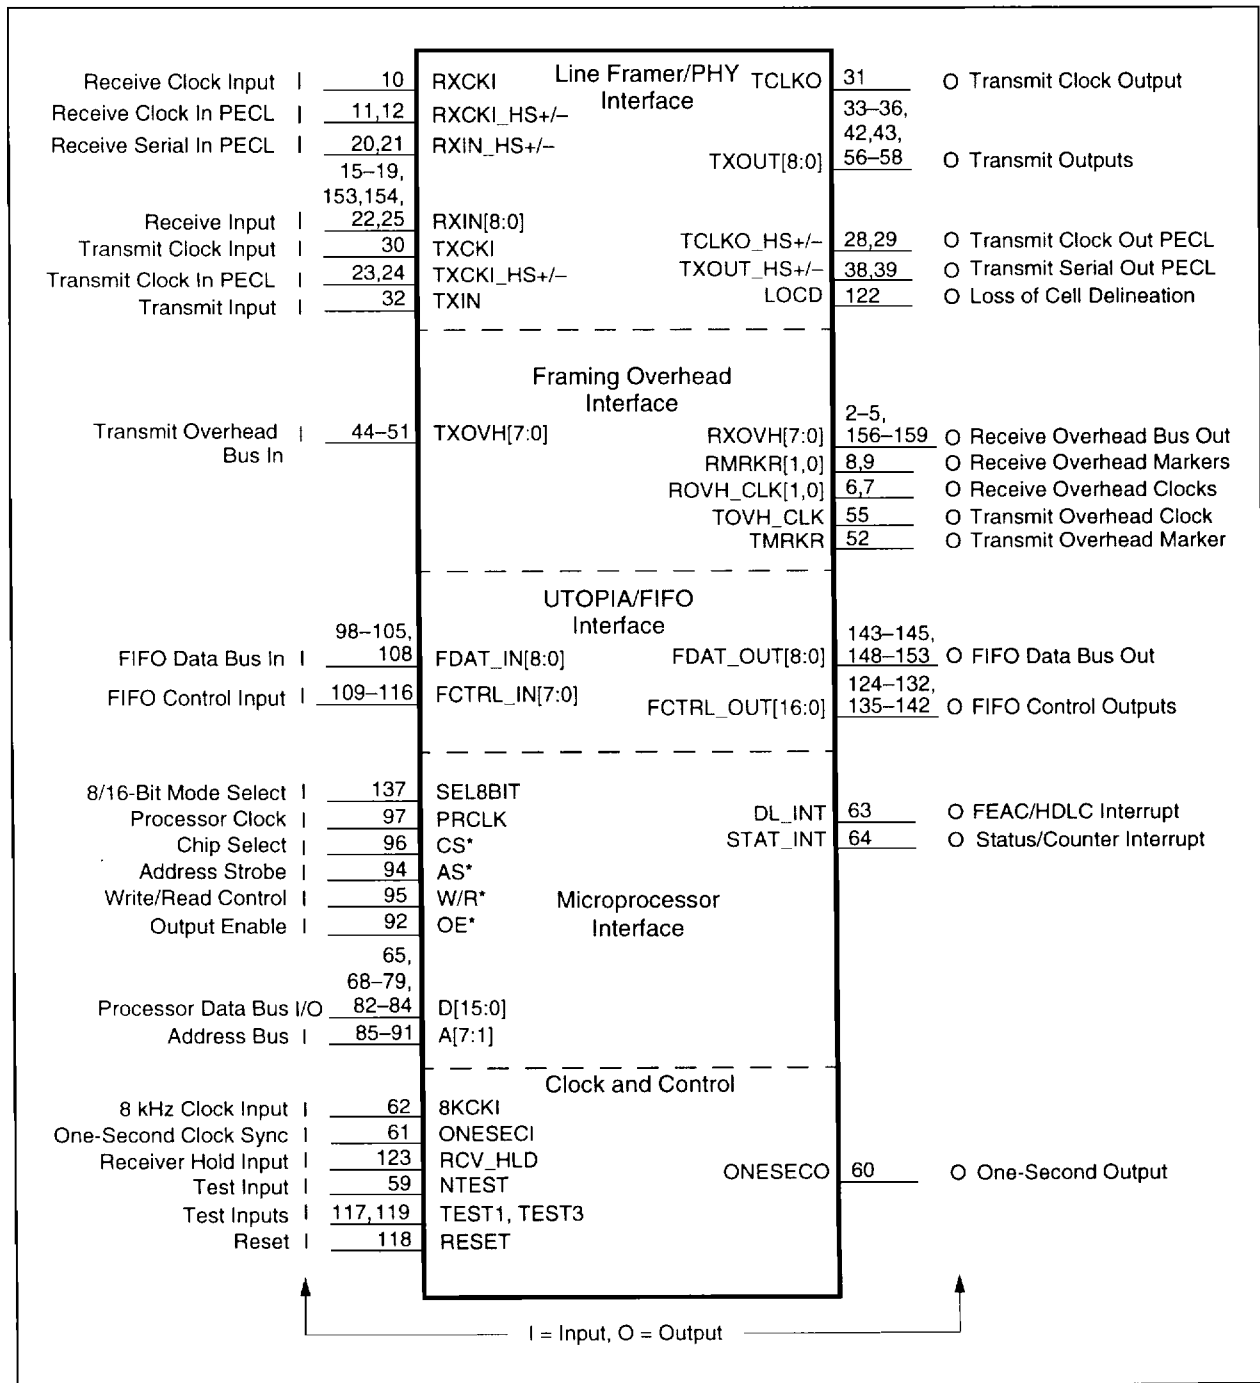 Line Framer/PHY
Interface
Receive Clock Input I 10 RXCKI
Receive Clock In PECL I 11,12 RXCKI_HS+/–
Receive Serial In PECL I 20,21 RXIN_HS+/–
15–19,
153,154,
Receive Input I 22,25 RXIN[8:0]
Transmit Clock Input I 30 TXCKI
Transmit Clock In PECL I 23,24 TXCKI_HS+/–
Transmit Input I 32 TXIN
TCLKO 31 O Transmit Clock Output
33–36,
42,43,
TXOUT[8:0] 56–58 O Transmit Outputs
TCLKO_HS+/– 28,29 O Transmit Clock Out PECL
TXOUT_HS+/– 38,39 O Transmit Serial Out PECL
LOCD 122 O Loss of Cell Delineation
Framing Overhead
Interface
Transmit Overhead I 44–51 TXOVH[7:0]
Bus In
2–5,
RXOVH[7:0] 156–159 O Receive Overhead Bus Out
RMRKR[1,0] 8,9 O Receive Overhead Markers
ROVH_CLK[1,0] 6,7 O Receive Overhead Clocks
TOVH_CLK 55 O Transmit Overhead Clock
TMRKR 52 O Transmit Overhead Marker
UTOPIA/FIFO
Interface
98–105,
FIFO Data Bus In I 108 FDAT_IN[8:0]
FIFO Control Input I 109–116 FCTRL_IN[7:0]
143–145,
FDAT_OUT[8:0] 148–153 O FIFO Data Bus Out
124–132,
FCTRL_OUT[16:0] 135–142 O FIFO Control Outputs
8/16-Bit Mode Select I 137 SEL8BIT
Processor Clock I 97 PRCLK
Chip Select I 96 CS*
Address Strobe I 94 AS*
Write/Read Control I 95 W/R*
Output Enable I 92 OE*
65,
68–79,
Processor Data Bus I/O 82–84 D[15:0]
Address Bus I 85–91 A[7:1]
DL_INT 63 O FEAC/HDLC Interrupt
STAT_INT 64 O Status/Counter Interrupt
Microprocessor
Interface
Clock and Control
8 kHz Clock Input I 62 8KCKI
One-Second Clock Sync I 61 ONESECI
Receiver Hold Input I 123 RCV_HLD
Test Input I 59 NTEST
Test Inputs I 117,119 TEST1, TEST3
Reset I 118 RESET
ONESECO 60 O One-Second Output
I = Input, O = Output